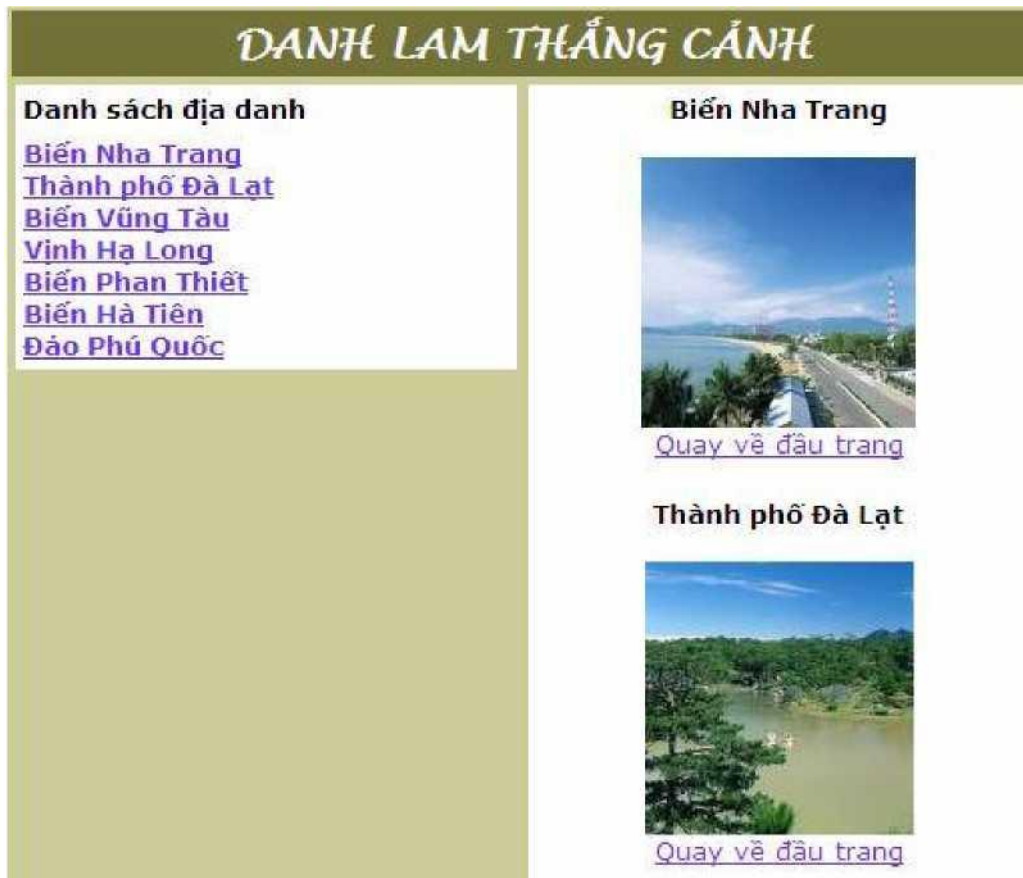 DANH LAM THẮNG CẢNH
Danh sách địa danh
Biển Nha Trang
Thành phố Đà Lạt
Biển Vũng Tàu
Vịnh Hạ Long
Biển Phan Thiết
Biển Hà Tiên
Đảo Phú Quốc
Biển Nha Trang
Quay về đầu trang
Thành phố Đà Lạt
Quay về đầu trang